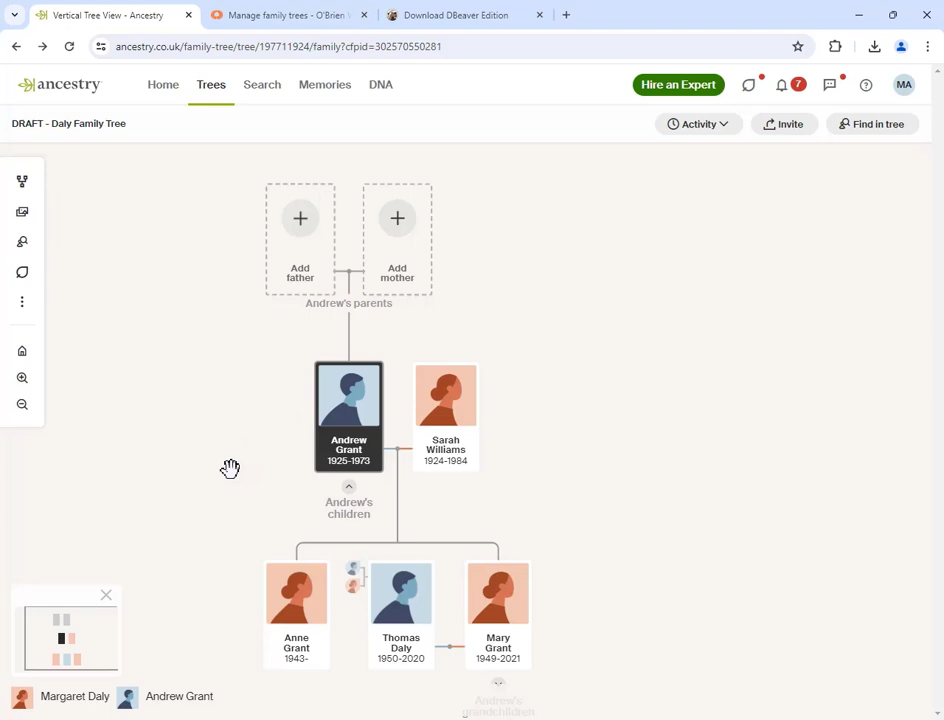 Vertical Tree View - Ancestry
Manage family trees - O'Brien
Download DBeaver Edition
ancestry.co.uk/family-tree/tree/197711924/family?cfpid=302570550281
ancestry
Home
Trees
Search
Memories
DNA
Hire an Expert
7
MA
DRAFT - Daly Family Tree
Activity
Invite
Find in tree
Add
father
Add
mother
Andrew's parents
Andrew
Grant
1925-1973
Sarah
Williams
1924-1984
Andrew's
children
Anne
Grant
1943-
Thomas
Daly
1950-2020
Mary
Grant
1949-2021
Andrew's
grandchildren
Margaret Daly
Andrew Grant